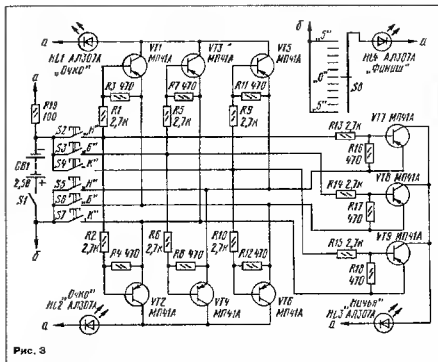 а
HL1 АЛ307А
„Очко"
VT1
МП41А
VT3
МП41А
VT5
МП41А
б
„5"
„0"
„5"
S8
а
HL4 АЛ307А
„Финиш"
а
R19
100
R3 470
R1
2,7к
R7 470
R5
2,7к
R11 470
R9
2,7к
S2 „К"
S3 „Б"
S4 „К"
S5 „Н"
S6 „Б"
S7 „К"
GB1
2,5В
S1
б
R13 2,7к
R16
470
VT7 МП41А
R14 2,7к
R17
470
VT8 МП41А
R15 2,7к
R18
470
VT9 МП41А
R2
2,7к
R4 470
R6
2,7к
R8 470
R10
2,7к
R12 470
„Очко"
HL2 АЛ307А
а
VT2
МП41А
VT4
МП41А
VT6
МП41А
„Ничья"
HL3 АЛ307А
а
Рис. 3